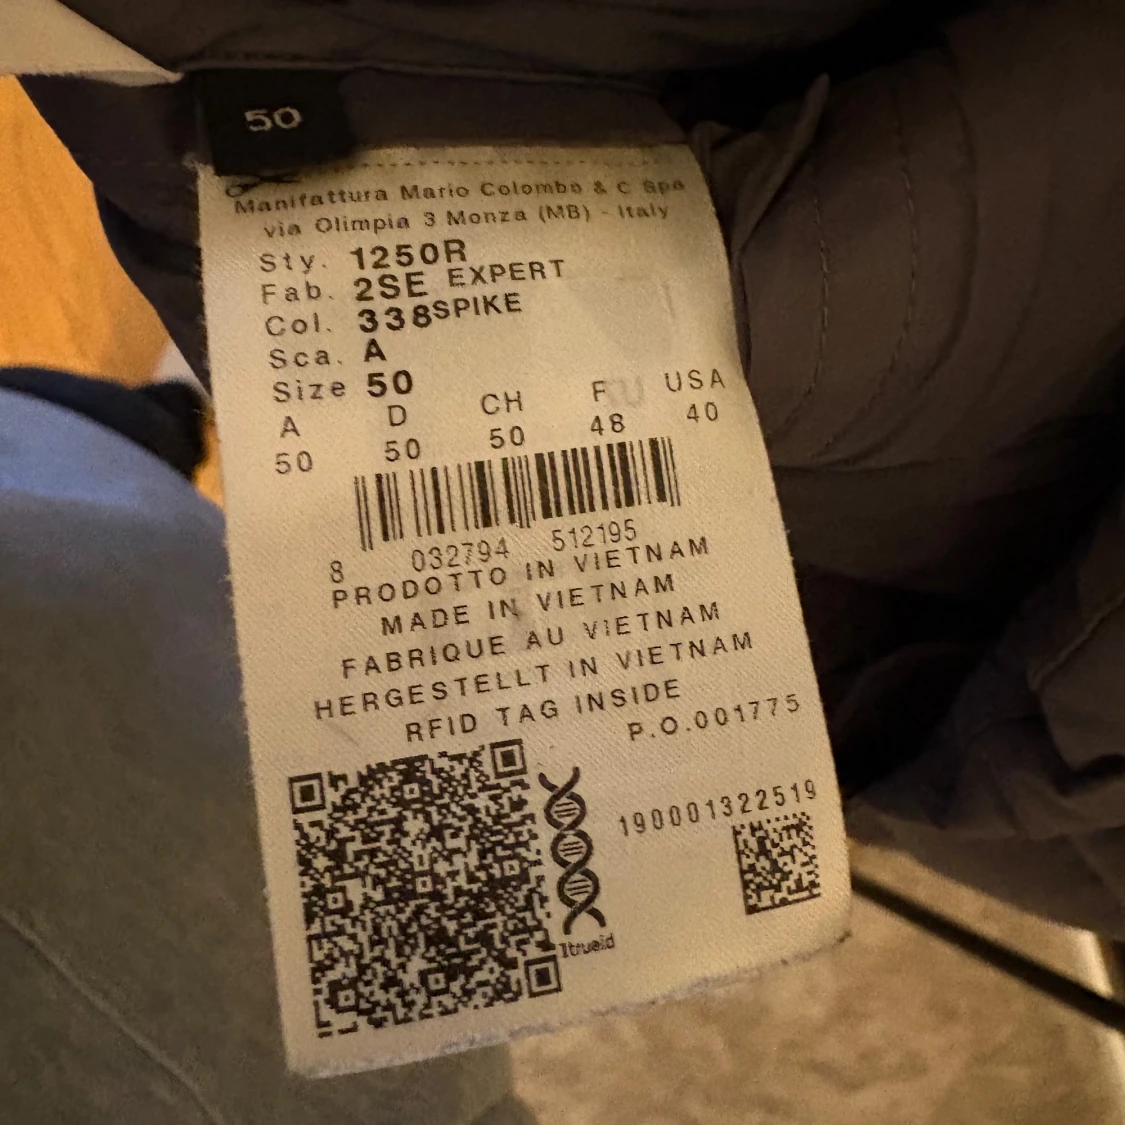 50
Manifattura Mario Colombo & C Spa
via Olimpia 3 Monza (MB) - Italy
Sty. 1250R
Fab. 2SE EXPERT
Col. 338SPIKE
Sca. A
Size 50
A D CH F USA
50 50 50 48 40
8 032794 512195
PRODOTTO IN VIETNAM
MADE IN VIETNAM
FABRIQUE AU VIETNAM
HERGESTELLT IN VIETNAM
RFID TAG INSIDE
P.O.001775
190001322519
1trueid